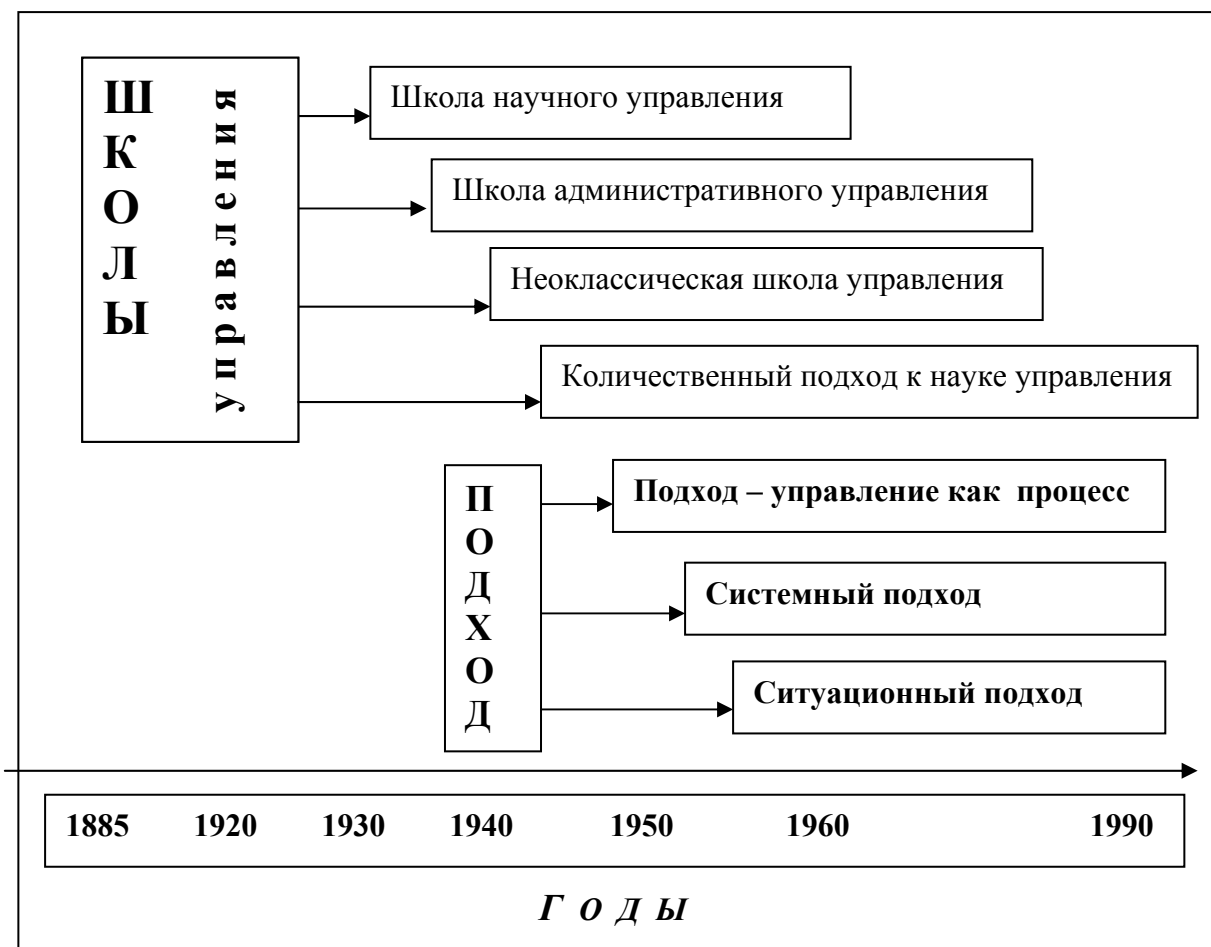 ШКОЛЫ
управления
Школа научного управления
Школа административного управления
Неоклассическая школа управления
Количественный подход к науке управления
ПОДХОД
Подход – управление как процесс
Системный подход
Ситуационный подход
1885 1920 1930 1940 1950 1960 1990
Годы